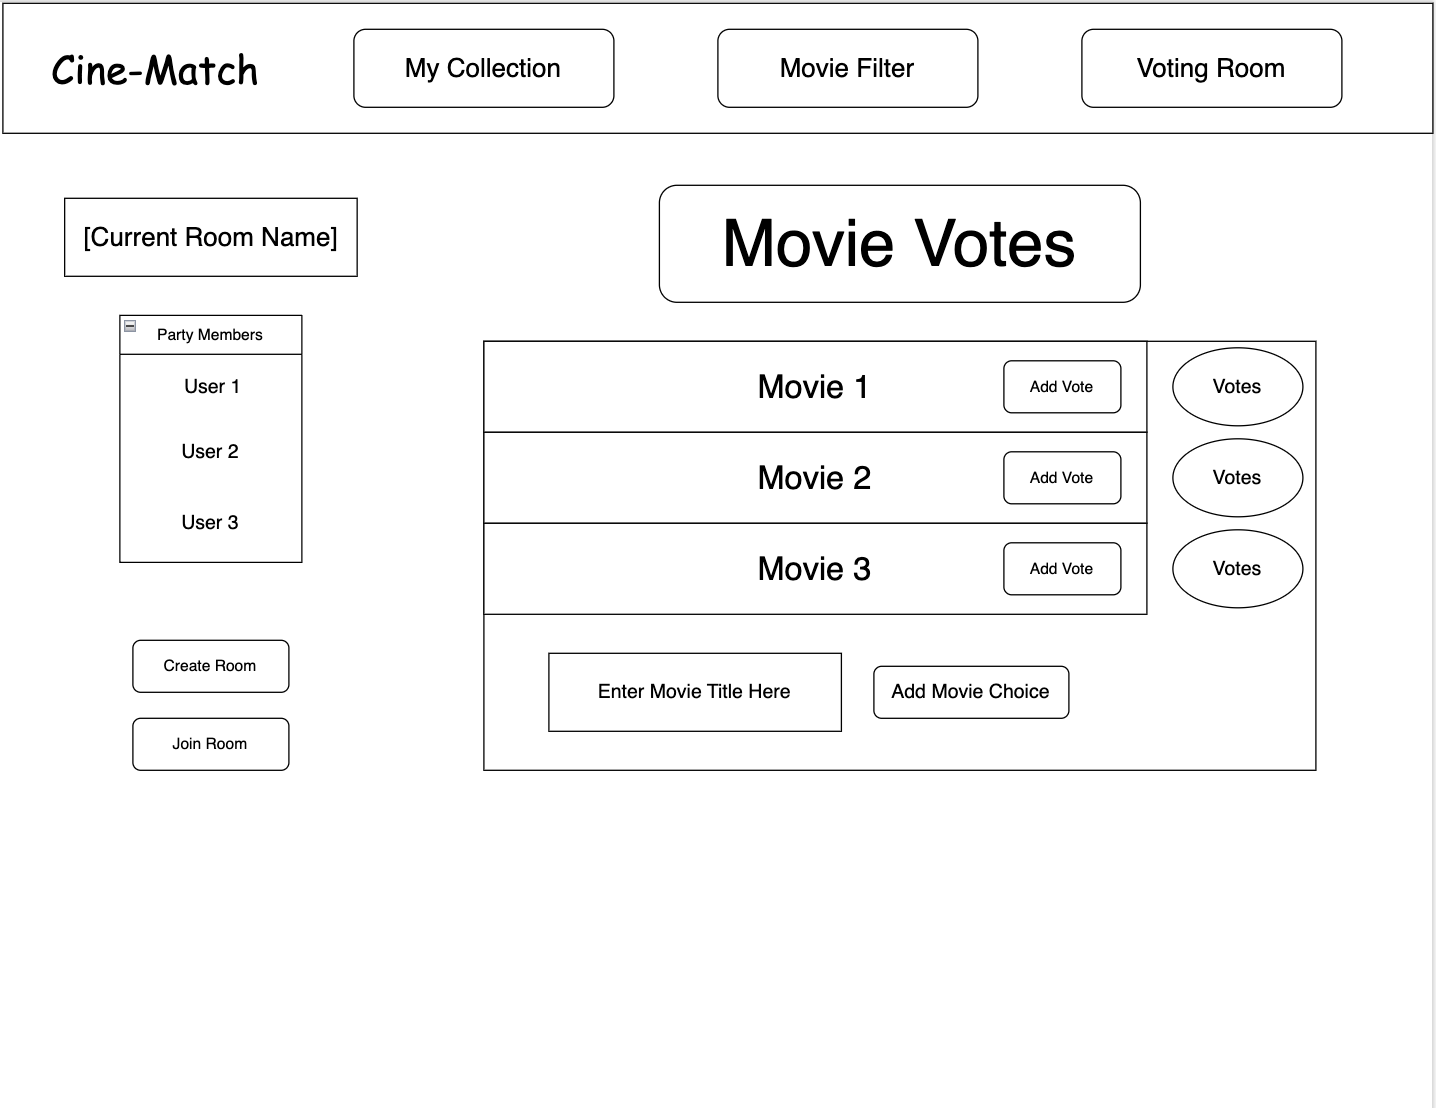 Cine-Match
My Collection
Movie Filter
Voting Room
[Current Room Name]
Party Members
User 1
User 2
User 3
Create Room
Join Room
Movie Votes
Movie 1
Add Vote
Votes
Movie 2
Add Vote
Votes
Movie 3
Add Vote
Votes
Enter Movie Title Here
Add Movie Choice